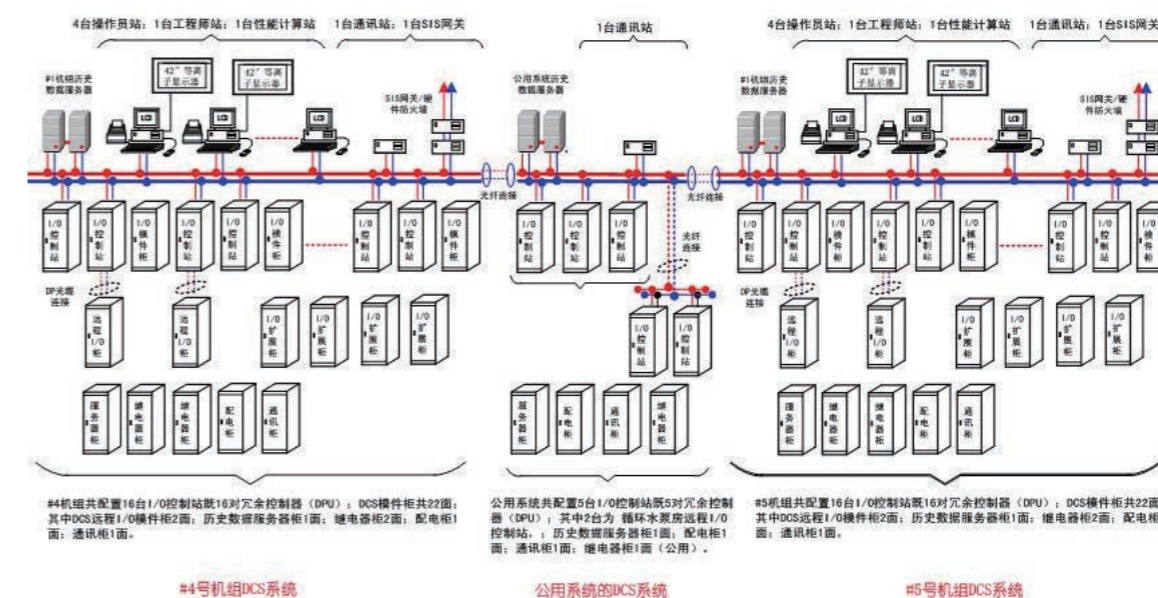 4台操作员站；1台工程师站；1台性能计算站
1台通讯站；1台SIS网关
1台通讯站
4台操作员站；1台工程师站；1台性能计算站
1台通讯站；1台SIS网关
#1机组历史
数据服务器
42"等离
子显示器
42"等离
子显示器
SIS网关/硬
件防火墙
公用系统历史
数据服务器
#1机组历史
数据服务器
42"等离
子显示器
42"等离
子显示器
SIS网关/硬
件防火墙
LCD
LCD
LCD
LCD
LCD
LCD
光纤连接
光纤连接
I/O控制站
I/O控制站
I/O模件柜
I/O控制站
I/O控制站
I/O模件柜
I/O控制站
I/O控制站
I/O模件柜
I/O控制站
I/O控制站
I/O控制站
光纤
连接
I/O控制站
I/O控制站
I/O模件柜
I/O控制站
I/O控制站
I/O模件柜
I/O控制站
I/O控制站
I/O模件柜
DP光缆
连接
DP光缆
连接
远程I/O柜
远程I/O柜
I/O扩展柜
I/O扩展柜
I/O扩展柜
I/O扩展柜
I/O控制站
I/O控制站
远程I/O柜
远程I/O柜
I/O扩展柜
I/O扩展柜
I/O扩展柜
I/O扩展柜
服务器柜
继电器柜
继电器柜
配电柜
通讯柜
服务器柜
配电柜
通讯柜
继电器柜
服务器柜
继电器柜
继电器柜
配电柜
通讯柜
#4机组共配置16台I/O控制站既16对冗余控制器（DPU）；DCS模件柜共22面；
其中DCS远程I/O模件柜2面；历史数据服务器柜1面；继电器柜2面；配电柜1
面；通讯柜1面。
公用系统共配置5台I/O控制站既5对冗余控制
器（DPU）；其中2台为 循环水泵房远程I/O
控制站、；历史数据服务器柜1面；配电柜1
面；通讯柜1面；继电器柜1面（公用）。
#5机组共配置16台I/O控制站既16对冗余控制器（DPU）；DCS模件柜共22面
其中DCS远程I/O模件柜2面；历史数据服务器柜1面；继电器柜2面；配电柜
面；通讯柜1面。
#4号机组DCS系统
公用系统的DCS系统
#5号机组DCS系统